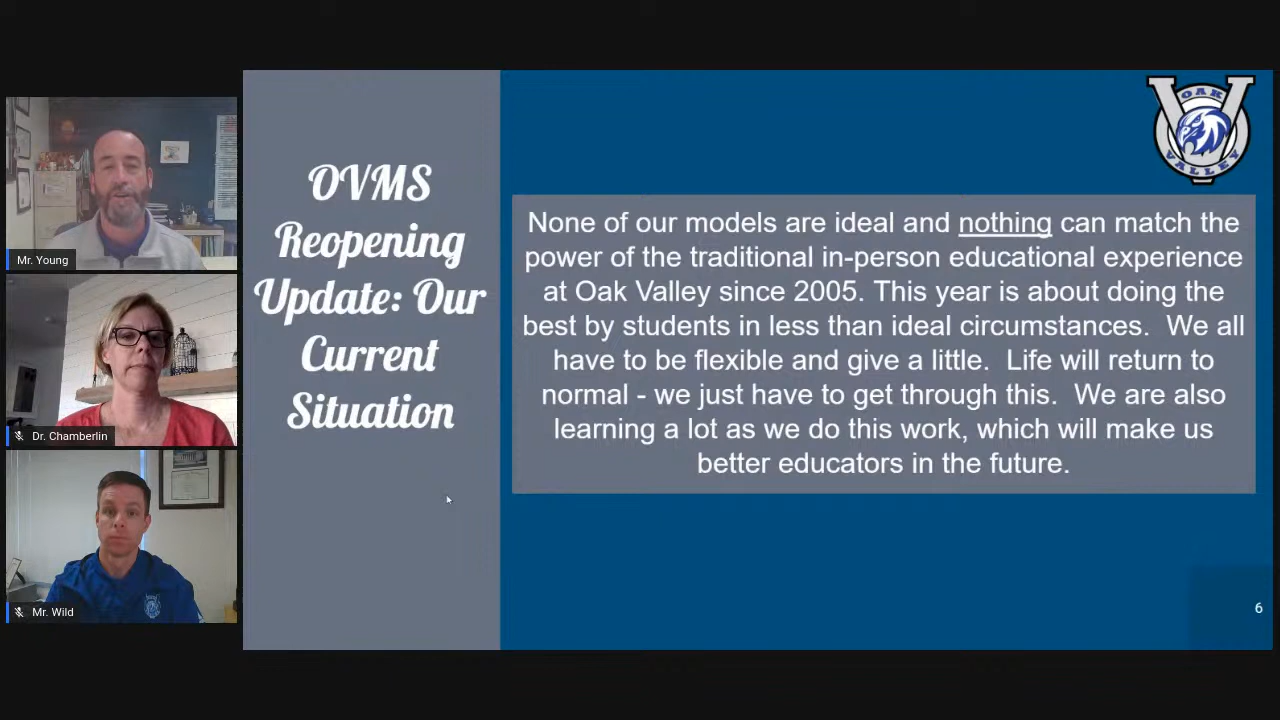 Mr. Young
Dr. Chamberlin
Mr. Wild
OVMS
Reopening
Update: Our
Current
Situation
OAK
V
VALLEY
None of our models are ideal and nothing can match the
power of the traditional in-person educational experience
at Oak Valley since 2005. This year is about doing the
best by students in less than ideal circumstances.  We all
have to be flexible and give a little.  Life will return to
normal - we just have to get through this.  We are also
learning a lot as we do this work, which will make us
better educators in the future.
6